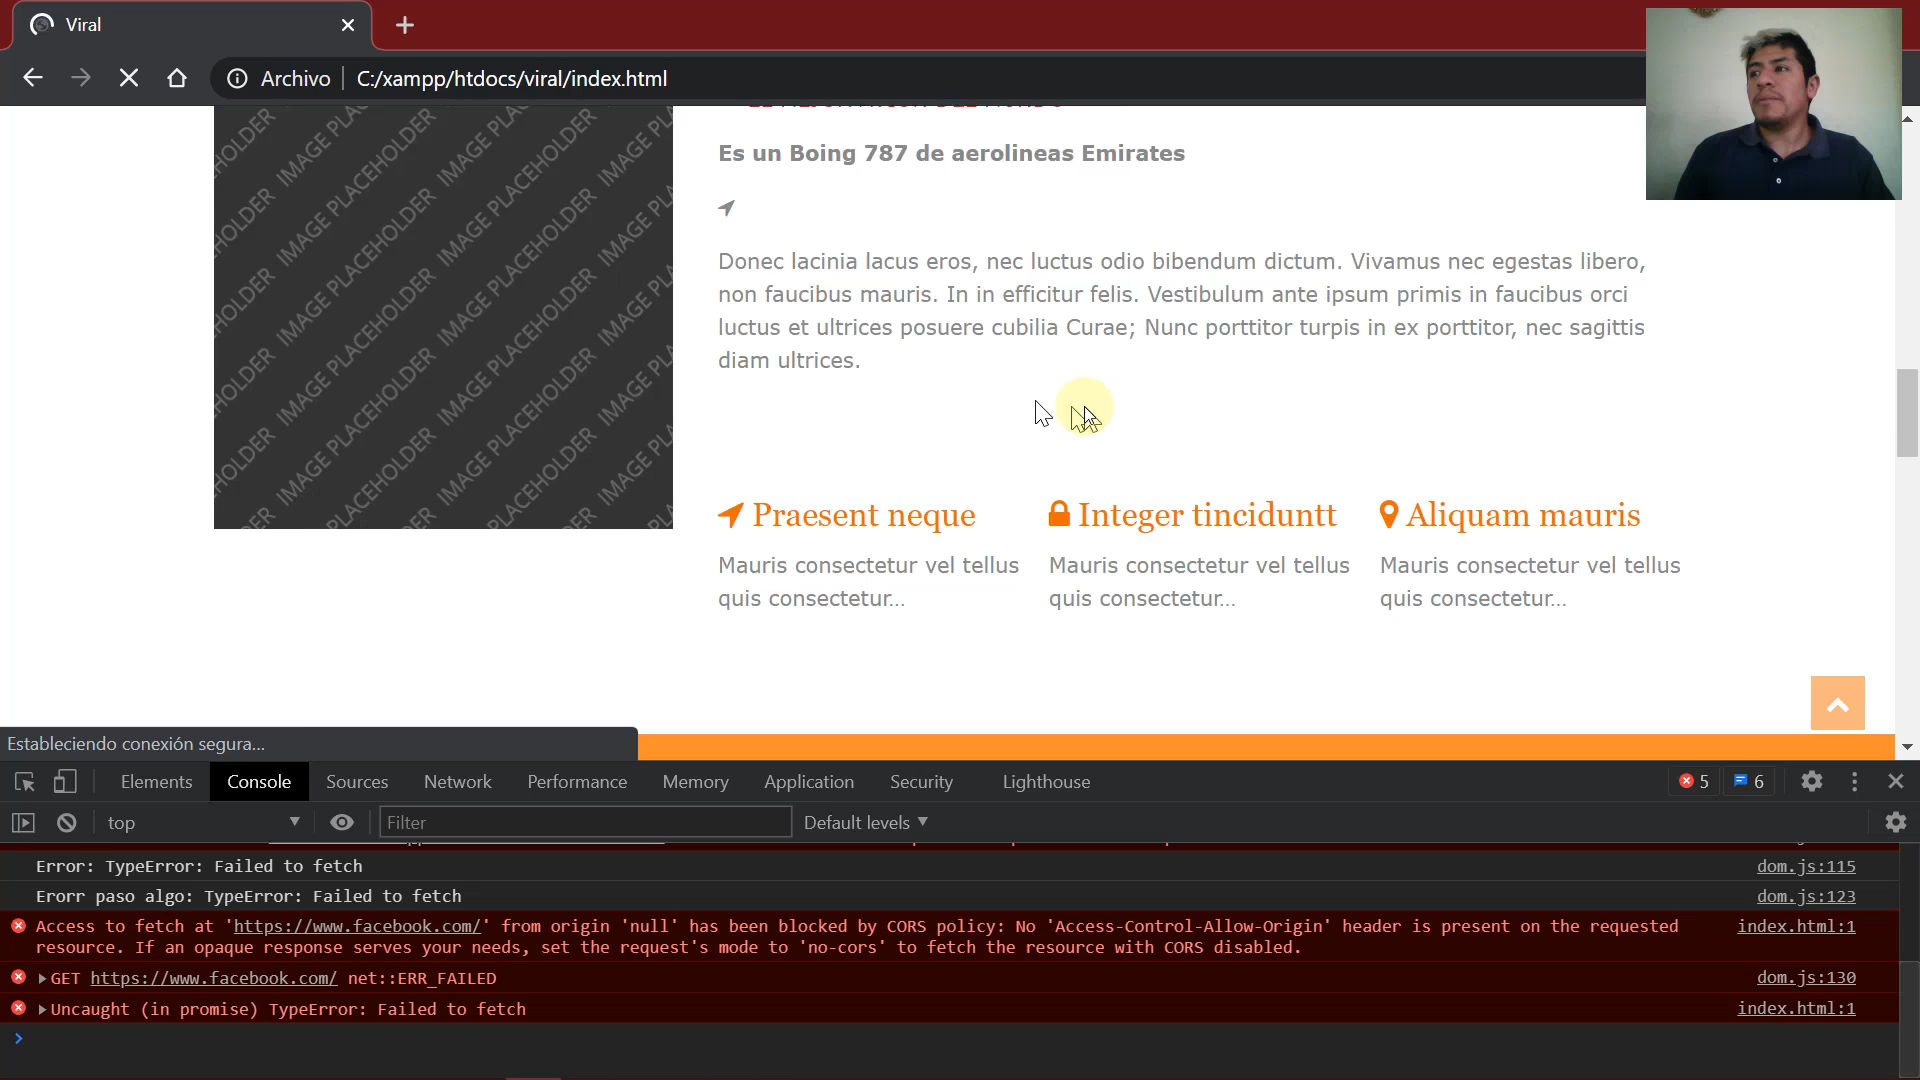 Viral
Archivo C:/xampp/htdocs/viral/index.html
Es un Boing 787 de aerolineas Emirates
Donec lacinia lacus eros, nec luctus odio bibendum dictum. Vivamus nec egestas libero,
non faucibus mauris. In in efficitur felis. Vestibulum ante ipsum primis in faucibus orci
luctus et ultrices posuere cubilia Curae; Nunc porttitor turpis in ex porttitor, nec sagittis
diam ultrices.
IMAGE PLACEHOLDER
Praesent neque
Mauris consectetur vel tellus
quis consectetur...
Integer tinciduntt
Mauris consectetur vel tellus
quis consectetur...
Aliquam mauris
Mauris consectetur vel tellus
quis consectetur...
Estableciendo conexión segura...
Elements Console Sources Network Performance Memory Application Security Lighthouse 5 6
top Filter Default levels
Error: TypeError: Failed to fetch dom.js:115
Erorr paso algo: TypeError: Failed to fetch dom.js:123
Access to fetch at 'https://www.facebook.com/' from origin 'null' has been blocked by CORS policy: No 'Access-Control-Allow-Origin' header is present on the requested index.html:1
resource. If an opaque response serves your needs, set the request's mode to 'no-cors' to fetch the resource with CORS disabled.
GET https://www.facebook.com/ net::ERR_FAILED dom.js:130
Uncaught (in promise) TypeError: Failed to fetch index.html:1